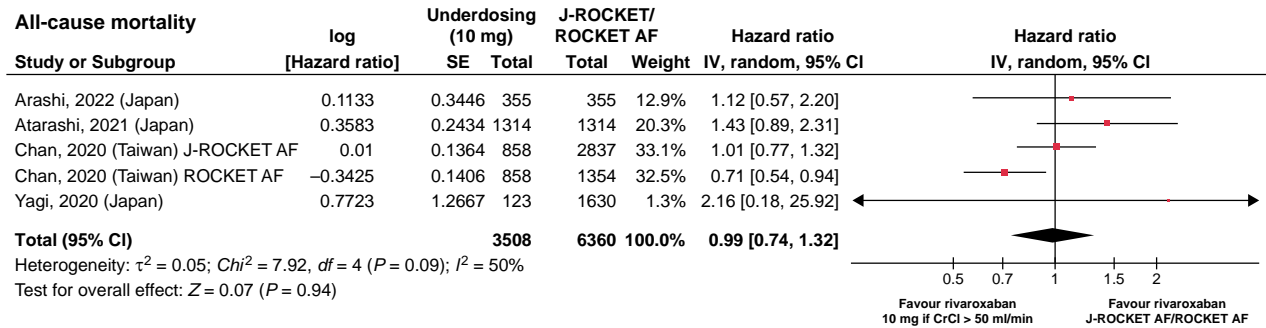 All-cause mortality
log [Hazard ratio]
Underdosing (10 mg)
J-ROCKET/ ROCKET AF
Hazard ratio
Hazard ratio
Study or Subgroup
SE Total Total Weight IV, random, 95% CI IV, random, 95% CI
Arashi, 2022 (Japan) 0.1133 0.3446 355 355 12.9% 1.12 [0.57, 2.20]
Atarashi, 2021 (Japan) 0.3583 0.2434 1314 1314 20.3% 1.43 [0.89, 2.31]
Chan, 2020 (Taiwan) J-ROCKET AF 0.01 0.1364 858 2837 33.1% 1.01 [0.77, 1.32]
Chan, 2020 (Taiwan) ROCKET AF –0.3425 0.1406 858 1354 32.5% 0.71 [0.54, 0.94]
Yagi, 2020 (Japan) 0.7723 1.2667 123 1630 1.3% 2.16 [0.18, 25.92]
Total (95% CI) 3508 6360 100.0% 0.99 [0.74, 1.32]
Heterogeneity: τ² = 0.05; Chi² = 7.92, df = 4 (P = 0.09); I² = 50%
Test for overall effect: Z = 0.07 (P = 0.94)
0.5 0.7 1 1.5 2
Favour rivaroxaban
10 mg if CrCl > 50 ml/min
Favour rivaroxaban
J-ROCKET AF/ROCKET AF